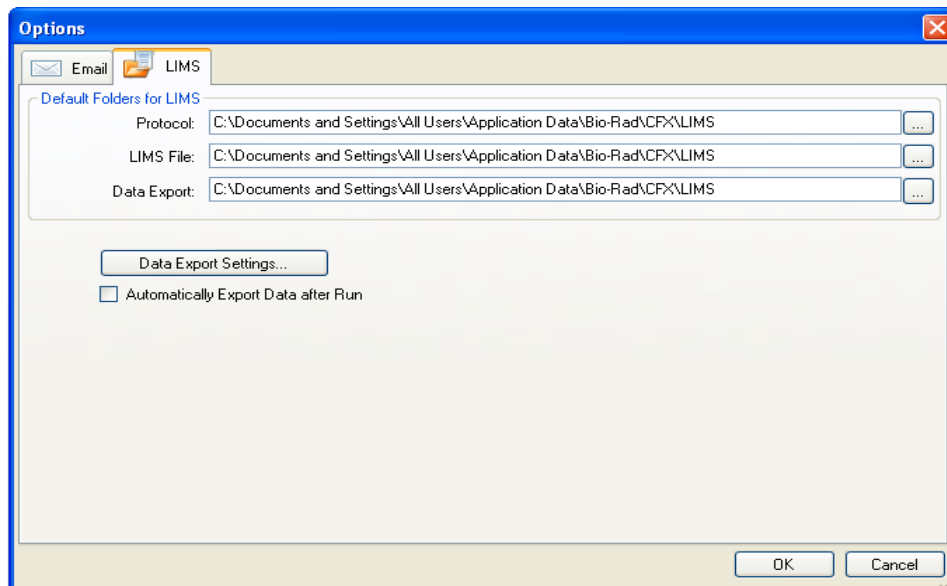 Options
Email
LIMS
Default Folders for LIMS
Protocol: C:\Documents and Settings\All Users\Application Data\Bio-Rad\CFX\LIMS ...
LIMS File: C:\Documents and Settings\All Users\Application Data\Bio-Rad\CFX\LIMS ...
Data Export: C:\Documents and Settings\All Users\Application Data\Bio-Rad\CFX\LIMS ...
Data Export Settings...
Automatically Export Data after Run
OK Cancel